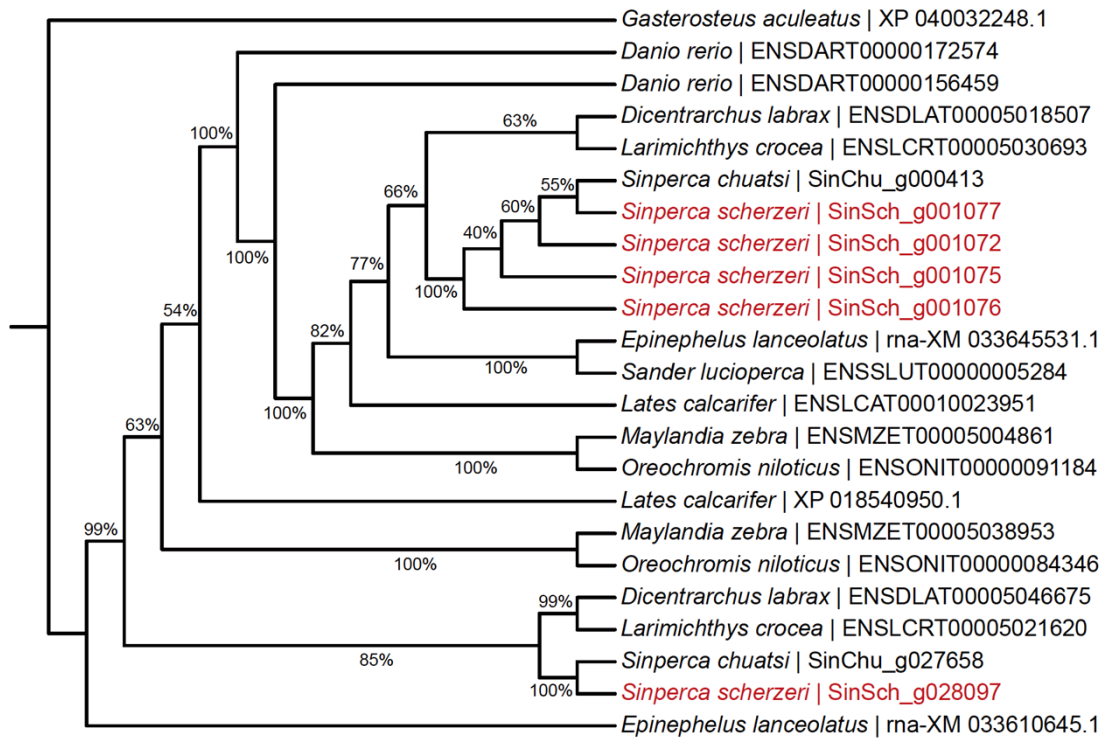 Gasterosteus aculeatus | XP 040032248.1
Danio rerio | ENSDART00000172574
Danio rerio | ENSDART00000156459
Dicentrarchus labrax | ENSDLAT00005018507
63%
100%
Larimichthys crocea | ENSLCRT00005030693
Sinperca chuatsi | SinChu_g000413
55%
66%
Sinperca scherzeri | SinSch_g001077
60%
40%
Sinperca scherzeri | SinSch_g001072
100%
77%
100%
Sinperca scherzeri | SinSch_g001075
Sinperca scherzeri | SinSch_g001076
54%
82%
Epinephelus lanceolatus | rna-XM 033645531.1
100%
Sander lucioperca | ENSSLUT00000005284
Lates calcarifer | ENSLCAT00010023951
100%
63%
Maylandia zebra | ENSMZET00005004861
100%
Oreochromis niloticus | ENSONIT00000091184
Lates calcarifer | XP 018540950.1
99%
Maylandia zebra | ENSMZET00005038953
100%
Oreochromis niloticus | ENSONIT00000084346
Dicentrarchus labrax | ENSDLAT00005046675
99%
Larimichthys crocea | ENSLCRT00005021620
85%
Sinperca chuatsi | SinChu_g027658
100%
Sinperca scherzeri | SinSch_g028097
Epinephelus lanceolatus | rna-XM 033610645.1